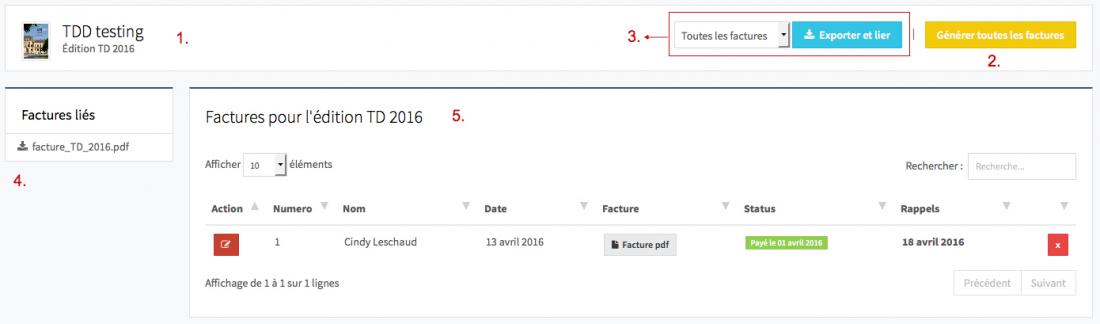 TDD testing
Édition TD 2016
1.
3.
Toutes les factures
Exporter et lier
Générer toutes les factures
2.
Factures liés
facture_TD_2016.pdf
4.
Factures pour l'édition TD 2016
5.
Afficher 10 éléments
Rechercher : Recherche...
Action Numero Nom Date Facture Status Rappels
1 Cindy Leschaud 13 avril 2016 Facture pdf Payé le 01 avril 2016 18 avril 2016 x
Affichage de 1 à 1 sur 1 lignes
Précédent Suivant